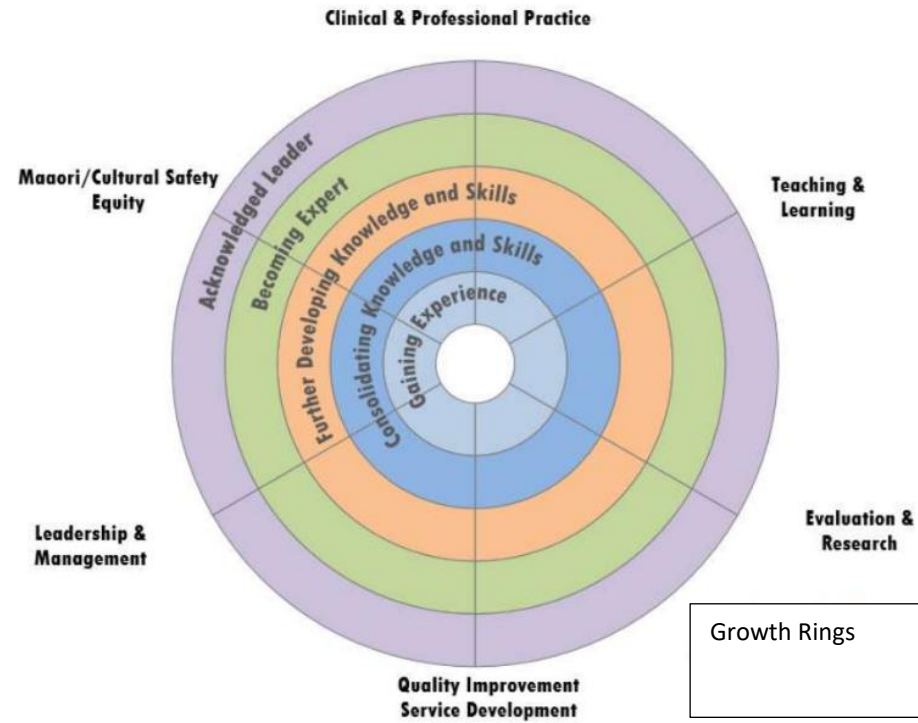 Clinical & Professional Practice
Maaori/Cultural Safety
Equity
Teaching &
Learning
Acknowledged Leader
Becoming Expert
Further Developing Knowledge and Skills
Consolidating Knowledge and Skills
Gaining Experience
Leadership &
Management
Evaluation &
Research
Growth Rings
Quality Improvement
Service Development